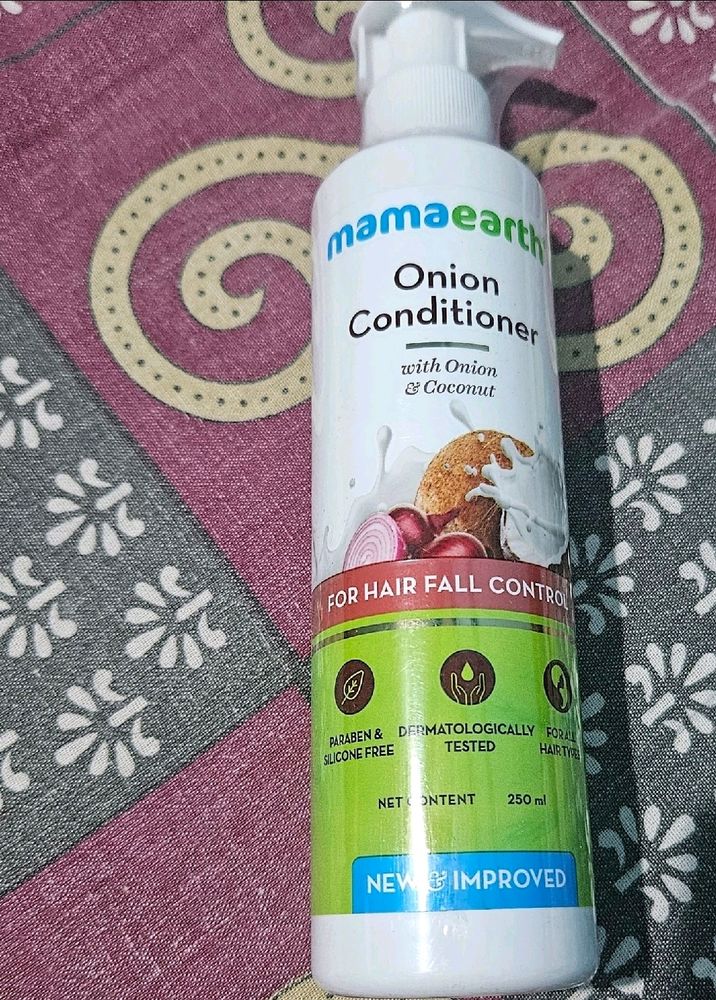 mamaearth
Onion
Conditioner
with Onion
& Coconut
FOR HAIR FALL CONTROL
PARABEN &
SILICONE FREE
DERMATOLOGICALLY
TESTED
FOR ALL
HAIR TYPES
NET CONTENT 250 ml
NEW & IMPROVED